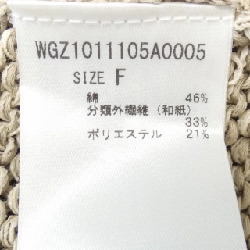 WGZ1011105A0005
SIZE F
綿 46%
分類外繊維（和紙）
33%
ポリエステル 21%